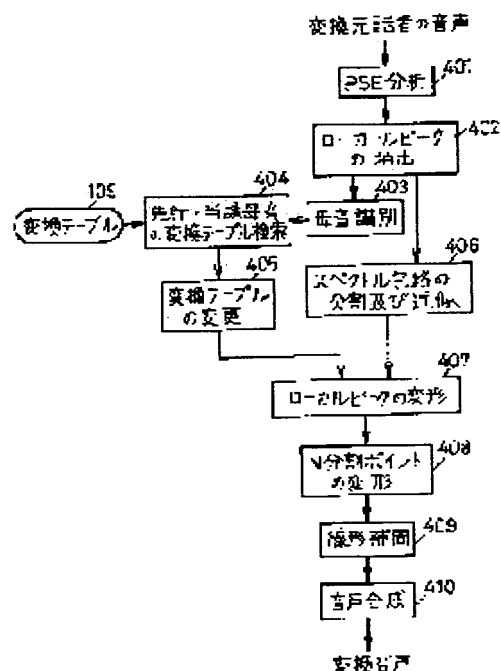 変換元話者の音声
401
PSE分析
402
ローカルピーク
の抽出
404
403
先行・当該母音
の変換テーブル検索
母音識別
変換テーブル
405
406
変換テーブル
の変更
スペクトル包絡の
分割及び
407
ローカルピークの変形
408
N分割ポイント
の変形
409
線形補間
410
音声合成
変換音声